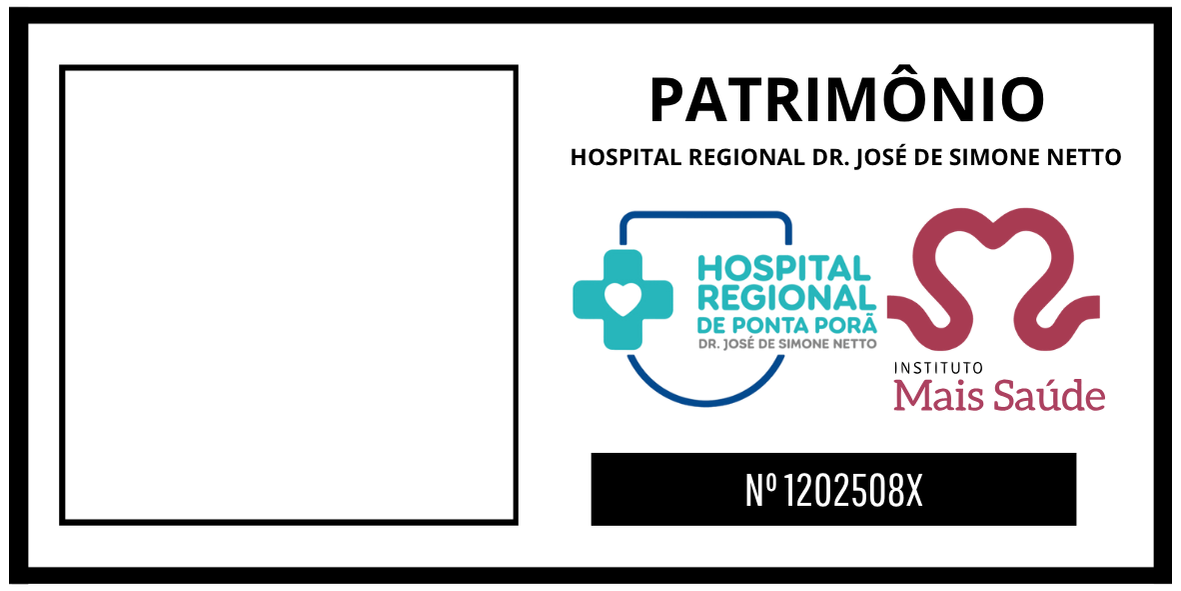 PATRIMÔNIO
HOSPITAL REGIONAL DR. JOSÉ DE SIMONE NETTO
HOSPITAL
REGIONAL
DE PONTA PORÃ
DR. JOSÉ DE SIMONE NETTO
INSTITUTO
Mais Saúde
Nº 1202508X